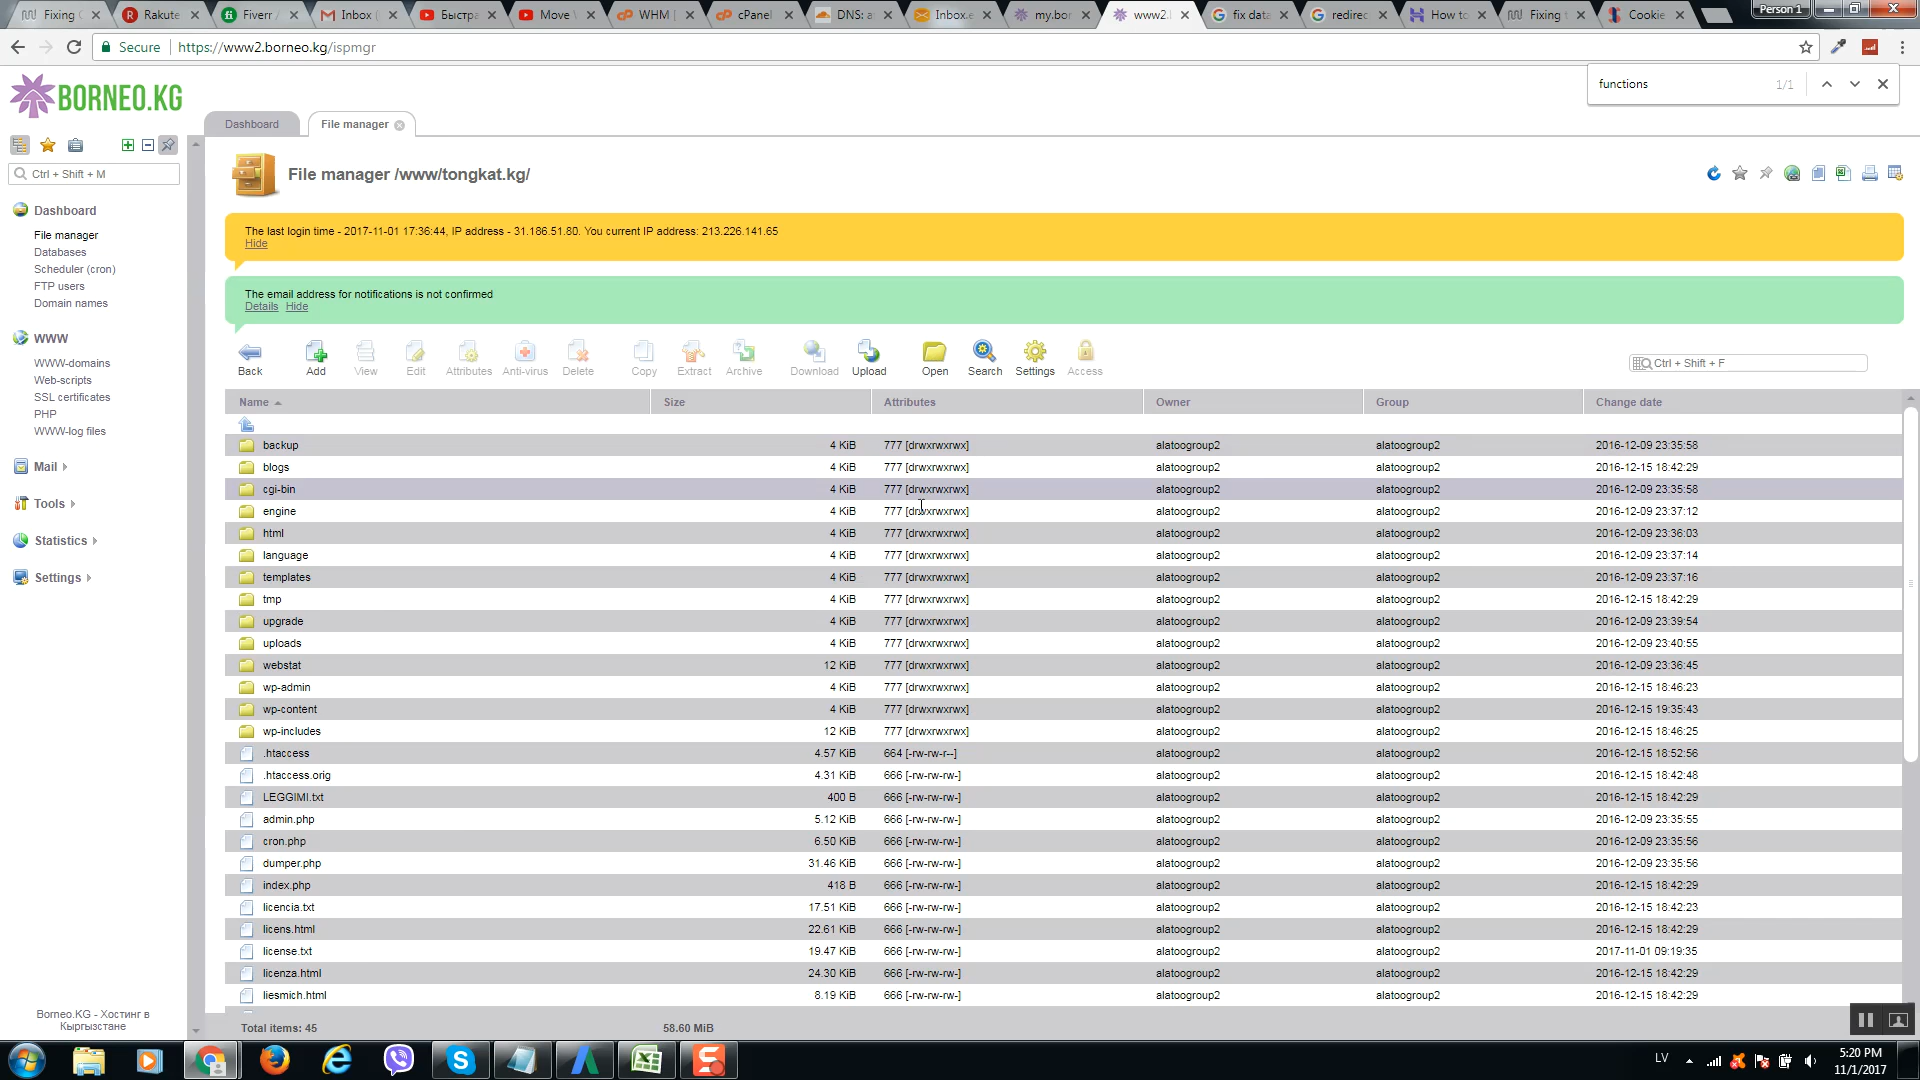 Fixing
Rakute
Fiverr
Inbox
Быстра
Move
WHM
cPanel
DNS: a
Inbox.e
my.bor
www2.
fix data
redirec
How to
Fixing
Cookie
Person 1
Secure https://www2.borneo.kg/ispmgr
functions 1/1
BORNEO.KG
Dashboard
File manager
Ctrl + Shift + M
File manager /www/tongkat.kg/
Dashboard
File manager
Databases
Scheduler (cron)
FTP users
Domain names
WWW
WWW-domains
Web-scripts
SSL certificates
PHP
WWW-log files
Mail
Tools
Statistics
Settings
The last login time - 2017-11-01 17:36:44, IP address - 31.186.51.80. You current IP address: 213.226.141.65
Hide
The email address for notifications is not confirmed
Details Hide
Back Add View Edit Attributes Anti-virus Delete Copy Extract Archive Download Upload Open Search Settings Access
Ctrl + Shift + F
Name Size Attributes Owner Group Change date
backup 4 KiB 777 [drwxrwxrwx] alatoogroup2 alatoogroup2 2016-12-09 23:35:58
blogs 4 KiB 777 [drwxrwxrwx] alatoogroup2 alatoogroup2 2016-12-15 18:42:29
cgi-bin 4 KiB 777 [drwxrwxrwx] alatoogroup2 alatoogroup2 2016-12-09 23:35:58
engine 4 KiB 777 [drwxrwxrwx] alatoogroup2 alatoogroup2 2016-12-09 23:37:12
html 4 KiB 777 [drwxrwxrwx] alatoogroup2 alatoogroup2 2016-12-09 23:36:03
language 4 KiB 777 [drwxrwxrwx] alatoogroup2 alatoogroup2 2016-12-09 23:37:14
templates 4 KiB 777 [drwxrwxrwx] alatoogroup2 alatoogroup2 2016-12-09 23:37:16
tmp 4 KiB 777 [drwxrwxrwx] alatoogroup2 alatoogroup2 2016-12-15 18:42:29
upgrade 4 KiB 777 [drwxrwxrwx] alatoogroup2 alatoogroup2 2016-12-09 23:39:54
uploads 4 KiB 777 [drwxrwxrwx] alatoogroup2 alatoogroup2 2016-12-09 23:40:55
webstat 12 KiB 777 [drwxrwxrwx] alatoogroup2 alatoogroup2 2016-12-09 23:36:45
wp-admin 4 KiB 777 [drwxrwxrwx] alatoogroup2 alatoogroup2 2016-12-15 18:46:23
wp-content 4 KiB 777 [drwxrwxrwx] alatoogroup2 alatoogroup2 2016-12-15 19:35:43
wp-includes 12 KiB 777 [drwxrwxrwx] alatoogroup2 alatoogroup2 2016-12-15 18:46:25
.htaccess 4.57 KiB 664 [-rw-rw-r--] alatoogroup2 alatoogroup2 2016-12-15 18:52:56
.htaccess.orig 4.31 KiB 666 [-rw-rw-rw-] alatoogroup2 alatoogroup2 2016-12-15 18:42:48
LEGGIMI.txt 400 B 666 [-rw-rw-rw-] alatoogroup2 alatoogroup2 2016-12-15 18:42:29
admin.php 5.12 KiB 666 [-rw-rw-rw-] alatoogroup2 alatoogroup2 2016-12-09 23:35:55
cron.php 6.50 KiB 666 [-rw-rw-rw-] alatoogroup2 alatoogroup2 2016-12-09 23:35:56
dumper.php 31.46 KiB 666 [-rw-rw-rw-] alatoogroup2 alatoogroup2 2016-12-09 23:35:56
index.php 418 B 666 [-rw-rw-rw-] alatoogroup2 alatoogroup2 2016-12-15 18:42:29
licencia.txt 17.51 KiB 666 [-rw-rw-rw-] alatoogroup2 alatoogroup2 2016-12-15 18:42:23
licens.html 22.61 KiB 666 [-rw-rw-rw-] alatoogroup2 alatoogroup2 2016-12-15 18:42:29
license.txt 19.47 KiB 666 [-rw-rw-rw-] alatoogroup2 alatoogroup2 2017-11-01 09:19:35
licenza.html 24.30 KiB 666 [-rw-rw-rw-] alatoogroup2 alatoogroup2 2016-12-15 18:42:29
liesmich.html 8.19 KiB 666 [-rw-rw-rw-] alatoogroup2 alatoogroup2 2016-12-15 18:42:29
Borneo.KG - Хостинг в
Кыргызстане
Total items: 45 58.60 MiB
LV
5:20 PM
11/1/2017